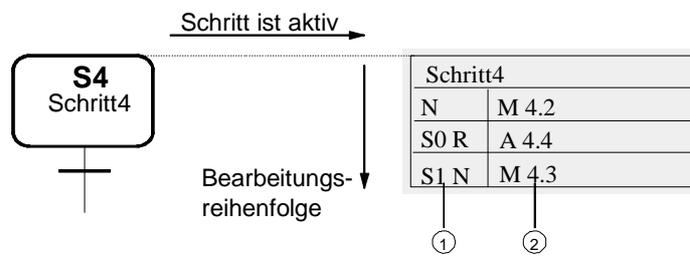 Schritt ist aktiv
S4
Schritt4
Schritt4
N M 4.2
S0 R A 4.4
S1 N M 4.3
Bearbeitungs-
reihenfolge
1 2